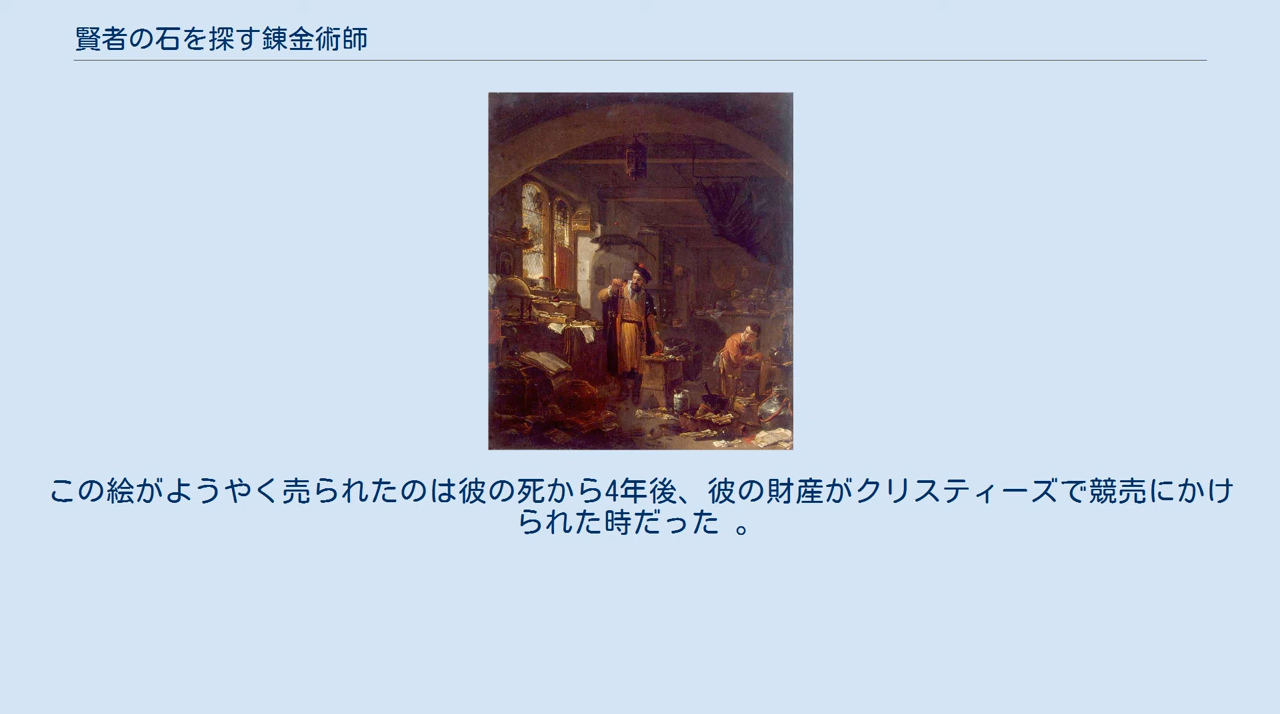 賢者の石を探す錬金術師
この絵がようやく売られたのは彼の死から4年後、彼の財産がクリスティーズで競売にかけ
られた時だった 。